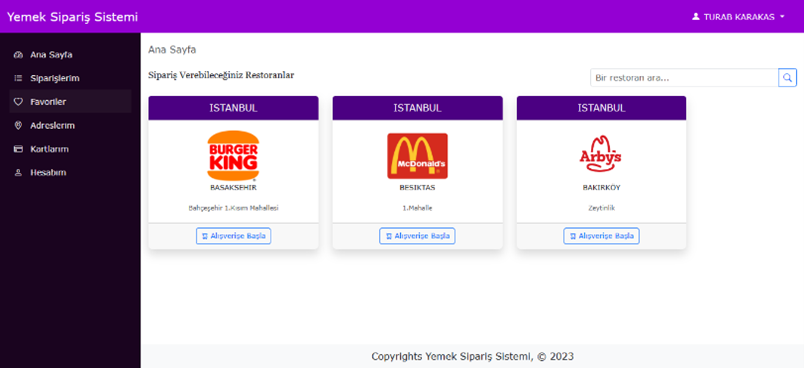 Yemek Sipariş Sistemi
TURAB KARAKAS
Ana Sayfa
Siparişlerim
Favoriler
Adreslerim
Kartlarım
Hesabım
Ana Sayfa
Sipariş Verebileceğiniz Restoranlar
Bir restoran ara...
ISTANBUL
BURGER
KING
BASAKSEHIR
Bahçeşehir 1.Kısım Mahallesi
Alışverişe Başla
ISTANBUL
McDonald's
BESIKTAS
1.Mahalle
Alışverişe Başla
ISTANBUL
Arby's
BAKIRKÖY
Zeytinlik
Alışverişe Başla
Copyrights Yemek Sipariş Sistemi, © 2023